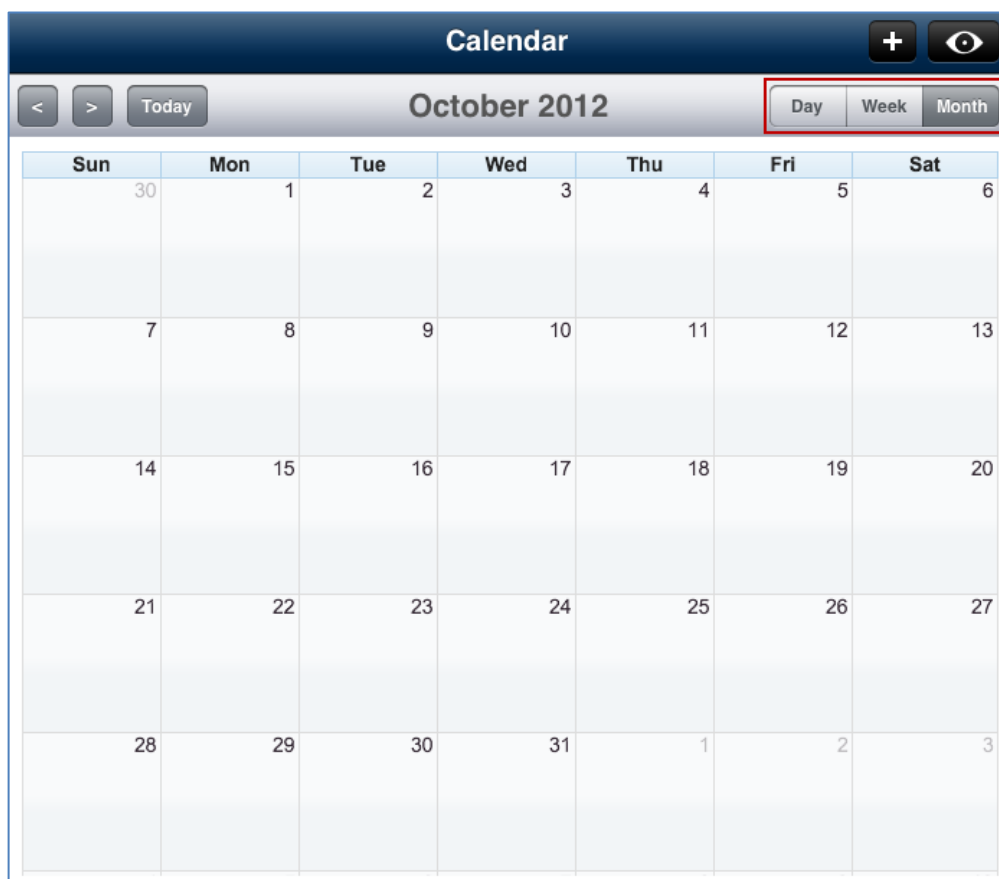 Calendar
+
< > Today October 2012 Day Week Month
Sun Mon Tue Wed Thu Fri Sat
30 1 2 3 4 5 6
7 8 9 10 11 12 13
14 15 16 17 18 19 20
21 22 23 24 25 26 27
28 29 30 31 1 2 3